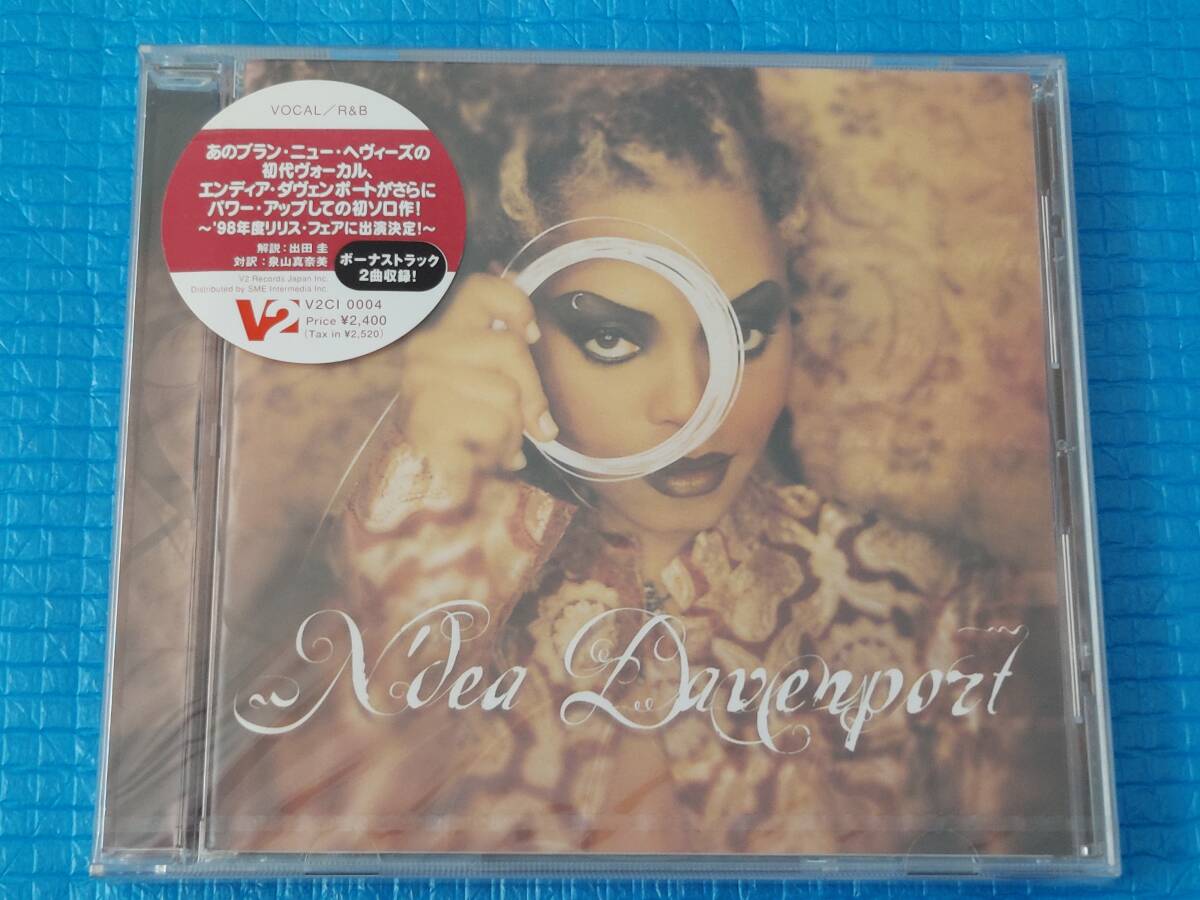 VOCAL／R&B
あのブラン・ニュー・ヘヴィーズの
初代ヴォーカル、
エンディア・ダヴェンポートがさらに
パワー・アップしての初ソロ作!
～'98年度リリス・フェアに出演決定!～
解説：出田 圭
対訳：泉山真奈美
ボーナストラック
2曲収録!
V2 Records Japan Inc.
Distributed by SME Intermedia Inc.
V2
V2CI 0004
Price ¥2,400
(Tax in ¥2,520)
N'dea Davenport